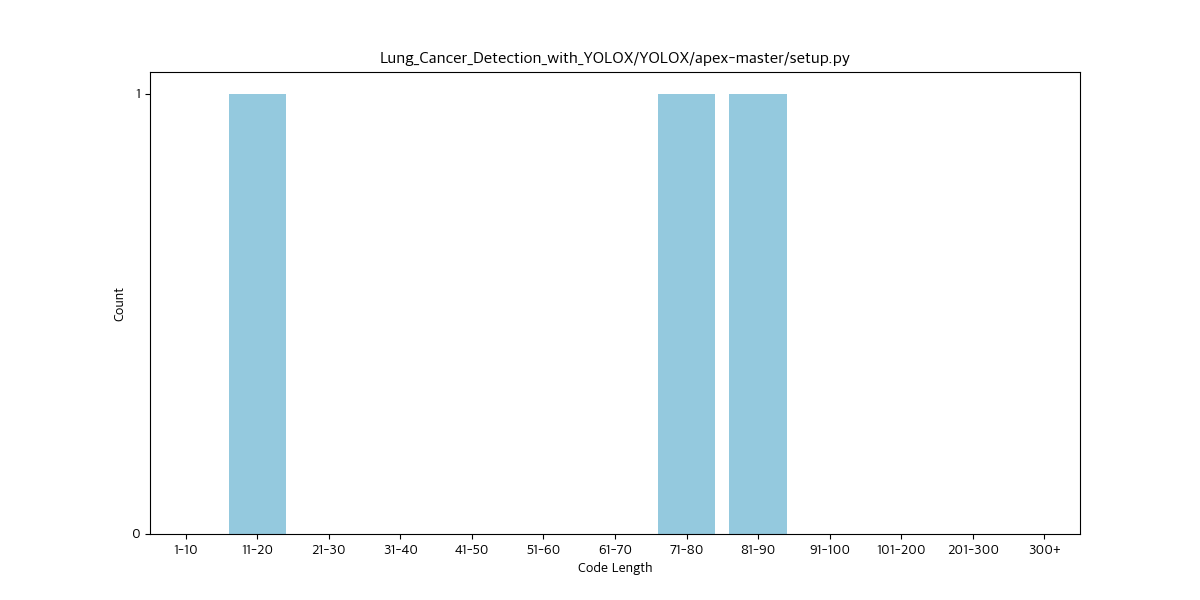 Lung_Cancer_Detection_with_YOLOX/YOLOX/apex-master/setup.py
1
Count
0
1-10 11-20 21-30 31-40 41-50 51-60 61-70 71-80 81-90 91-100 101-200 201-300 300+
Code Length